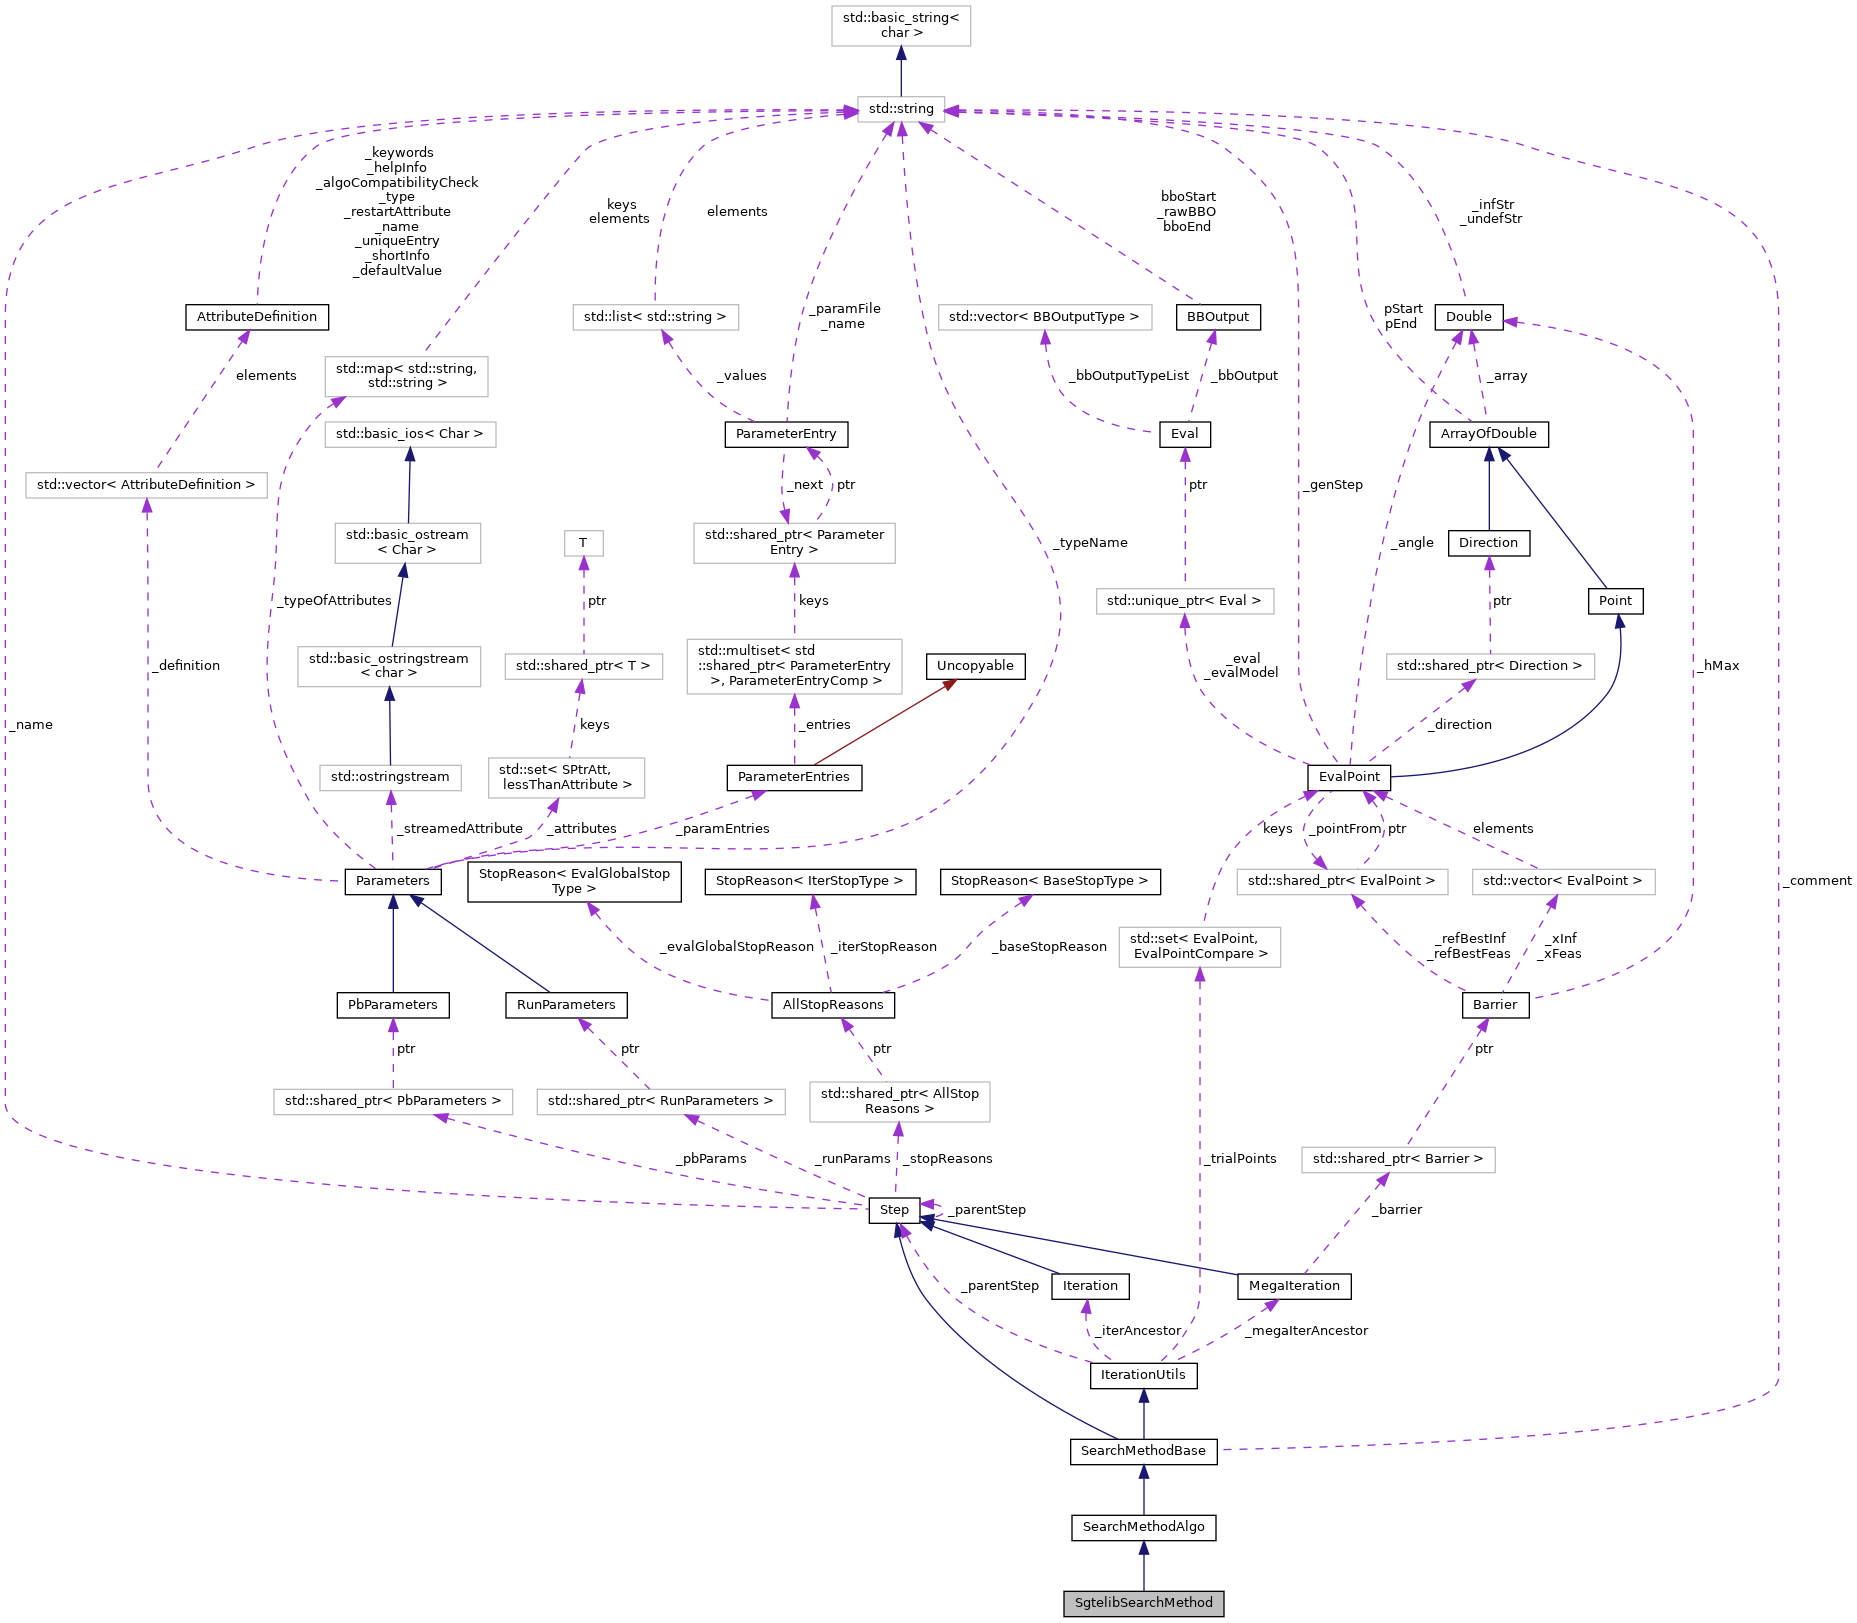 std::basic_string<
char >
std::string
_keywords
_helpInfo
_algoCompatibilityCheck
_type
_restartAttribute
_name
_uniqueEntry
_shortInfo
_defaultValue
keys
elements
elements
bboStart
_rawBBO
bboEnd
_infStr
_undefStr
AttributeDefinition
std::list< std::string >
_paramFile
_name
std::vector< BBOutputType >
BBOutput
pStart
pEnd
Double
elements
std::map< std::string,
std::string >
_values
_bbOutputTypeList
_bbOutput
_array
std::basic_ios< Char >
ParameterEntry
Eval
ArrayOfDouble
std::vector< AttributeDefinition >
_next
ptr
ptr
_genStep
std::basic_ostream
< Char >
T
std::shared_ptr< Parameter
Entry >
_typeName
_angle
Direction
_typeOfAttributes
ptr
keys
std::unique_ptr< Eval >
ptr
Point
_definition
std::basic_ostringstream
< char >
std::shared_ptr< T >
std::multiset< std
::shared_ptr< ParameterEntry
>, ParameterEntryComp >
Uncopyable
_eval
_evalModel
std::shared_ptr< Direction >
_hMax
_name
keys
_entries
_direction
std::ostringstream
std::set< SPtrAtt,
lessThanAttribute >
ParameterEntries
EvalPoint
_streamedAttribute
_attributes
_paramEntries
keys
_pointFrom
ptr
elements
Parameters
StopReason< EvalGlobalStop
Type >
StopReason< IterStopType >
StopReason< BaseStopType >
std::shared_ptr< EvalPoint >
std::vector< EvalPoint >
_comment
_evalGlobalStopReason
_iterStopReason
_baseStopReason
std::set< EvalPoint,
EvalPointCompare >
_refBestInf
_refBestFeas
_xInf
_xFeas
PbParameters
RunParameters
AllStopReasons
Barrier
ptr
ptr
ptr
ptr
std::shared_ptr< PbParameters >
std::shared_ptr< RunParameters >
std::shared_ptr< AllStop
Reasons >
_pbParams
_runParams
_stopReasons
_trialPoints
std::shared_ptr< Barrier >
Step
_parentStep
_barrier
_parentStep
Iteration
MegaIteration
_iterAncestor
_megaIterAncestor
IterationUtils
SearchMethodBase
SearchMethodAlgo
SgtelibSearchMethod